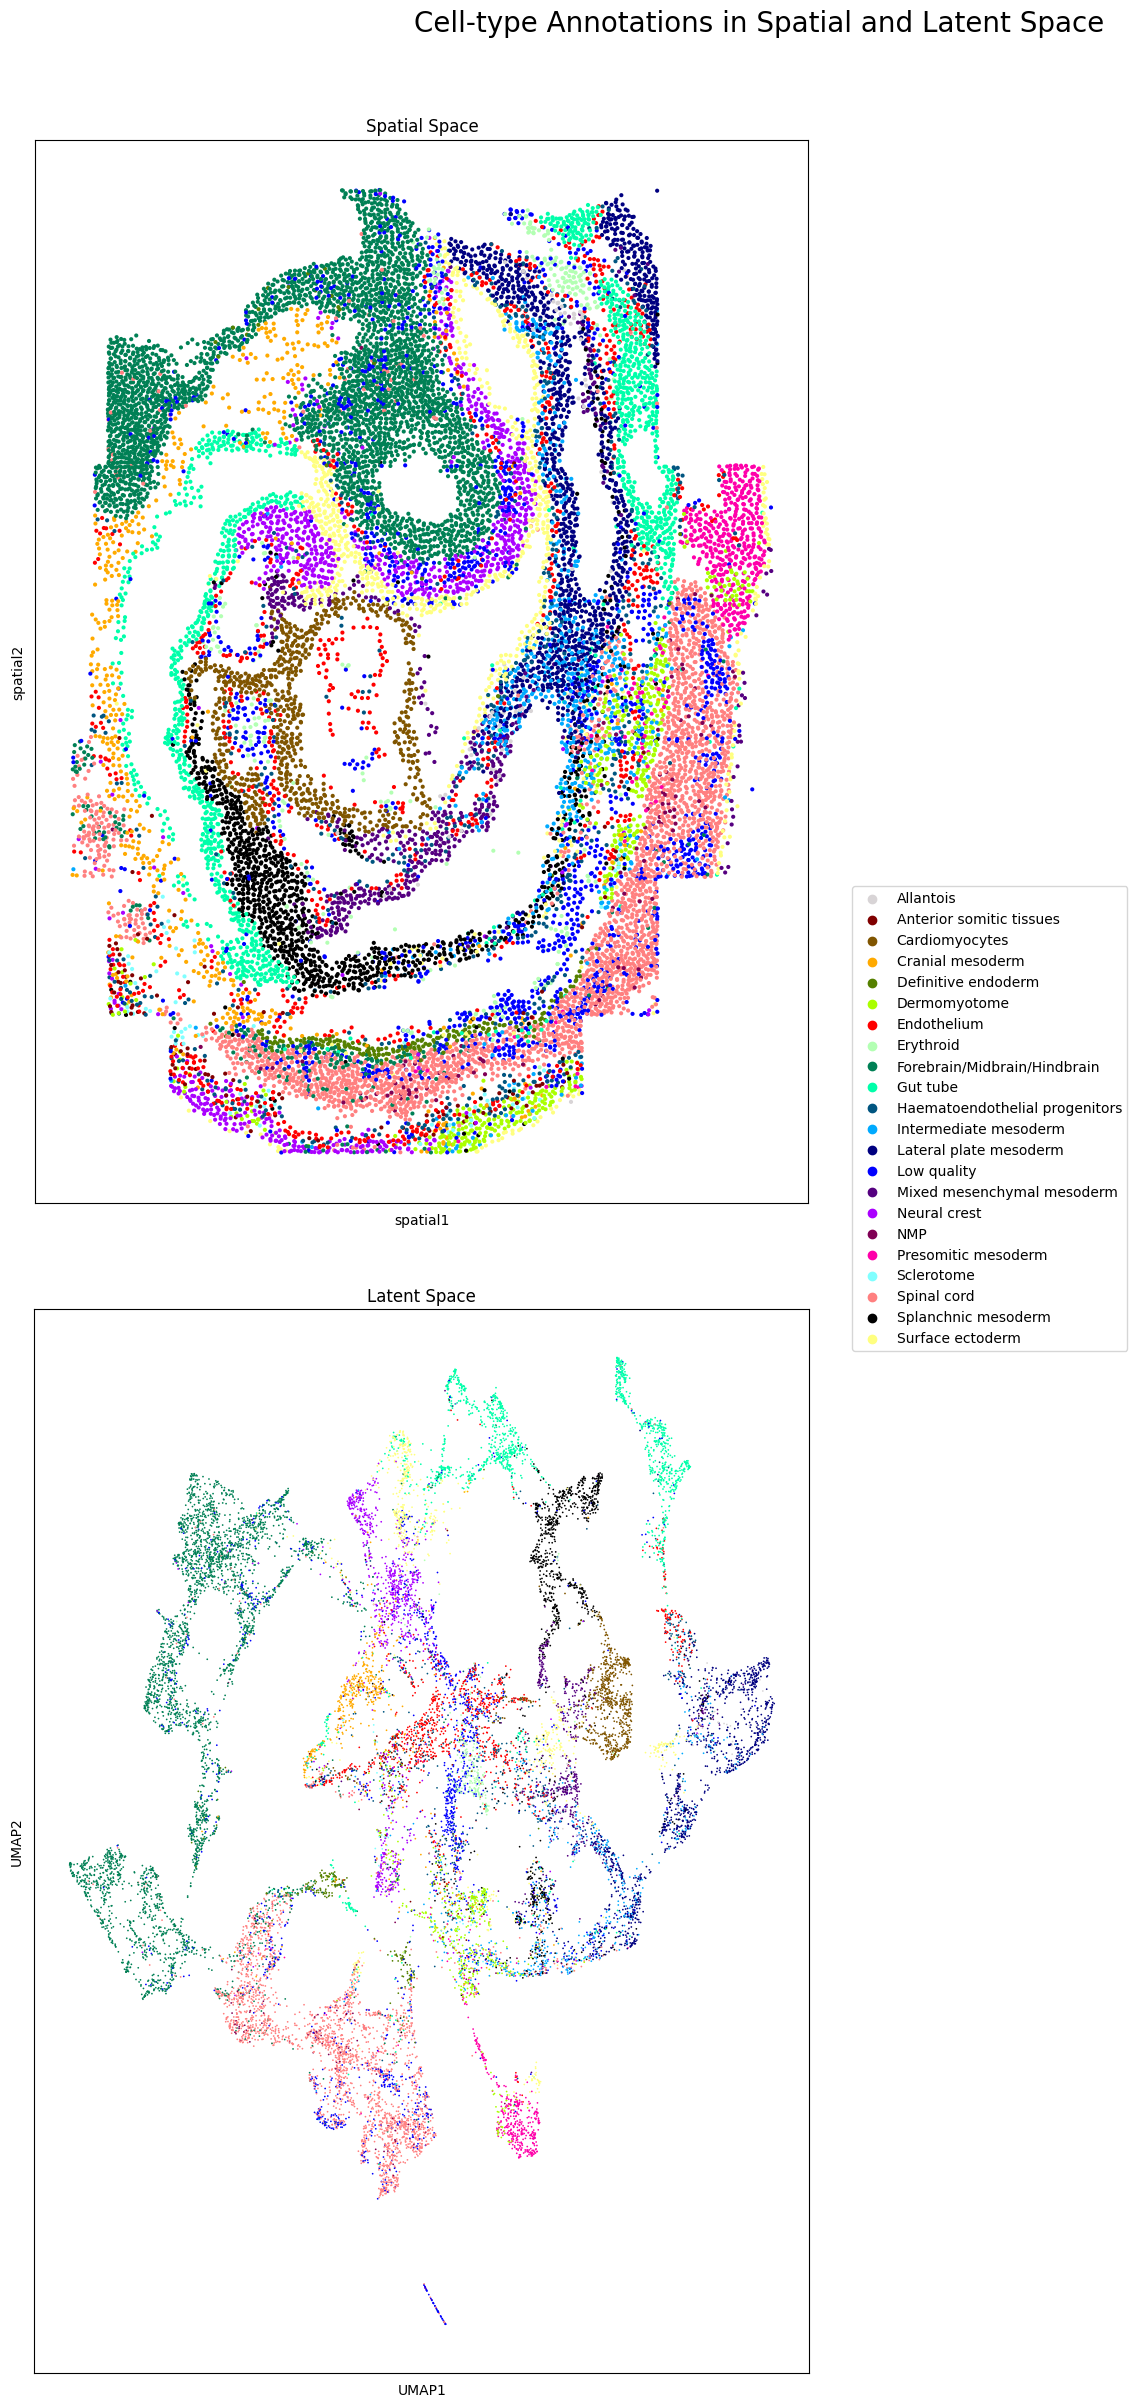 Cell-type Annotations in Spatial and Latent Space
Spatial Space
spatial2
spatial1
Allantois
Anterior somitic tissues
Cardiomyocytes
Cranial mesoderm
Definitive endoderm
Dermomyotome
Endothelium
Erythroid
Forebrain/Midbrain/Hindbrain
Gut tube
Haematoendothelial progenitors
Intermediate mesoderm
Lateral plate mesoderm
Low quality
Mixed mesenchymal mesoderm
Neural crest
NMP
Presomitic mesoderm
Sclerotome
Spinal cord
Splanchnic mesoderm
Surface ectoderm
Latent Space
UMAP2
UMAP1